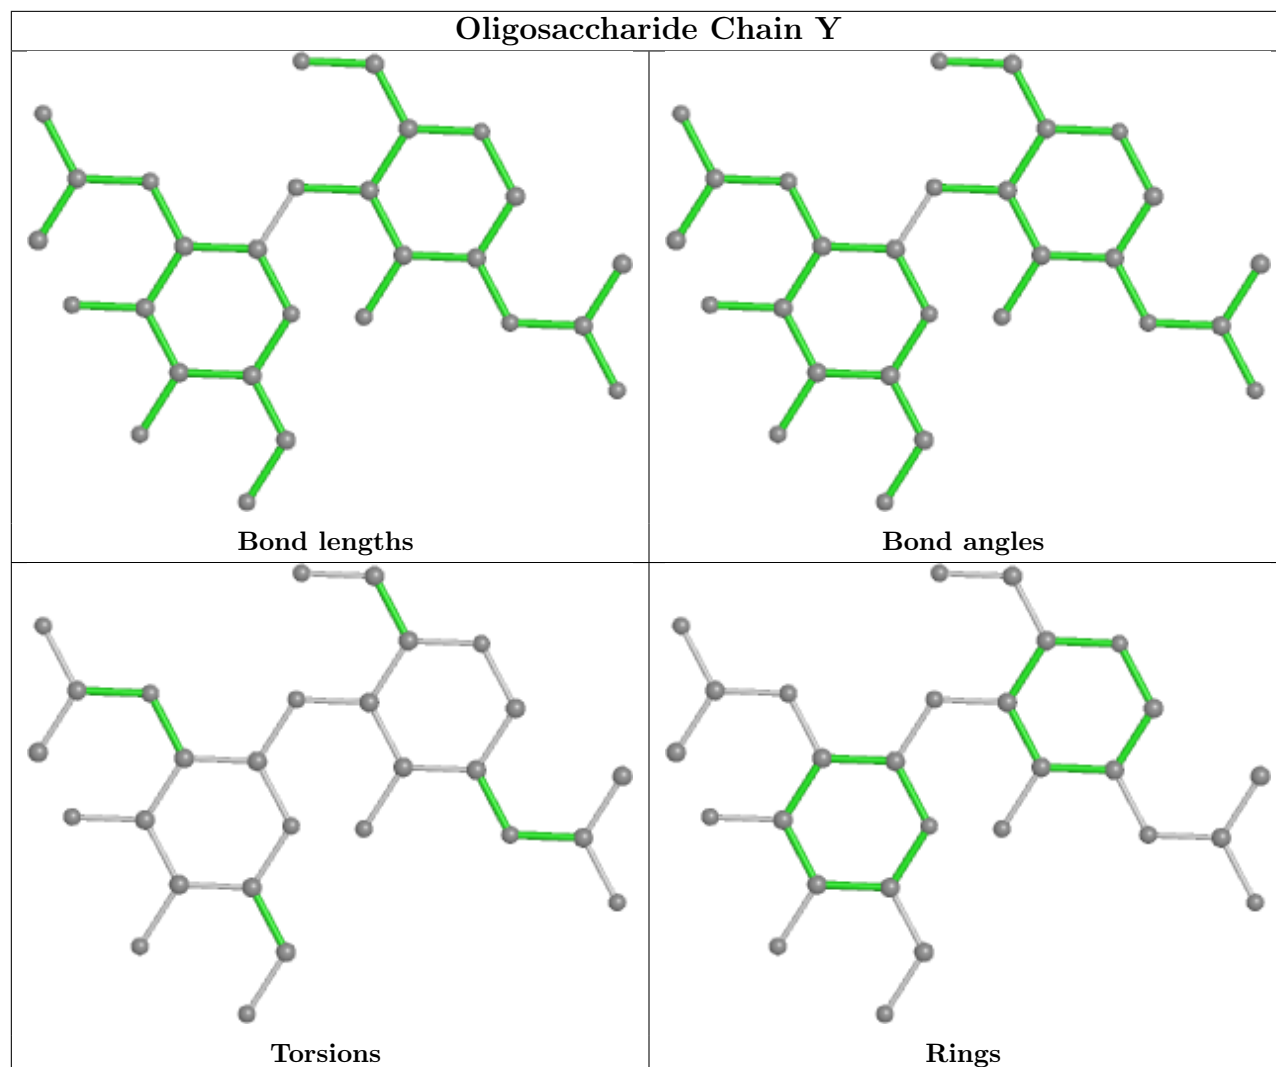 Oligosaccharide Chain Y
Bond lengths
Bond angles
Torsions
Rings